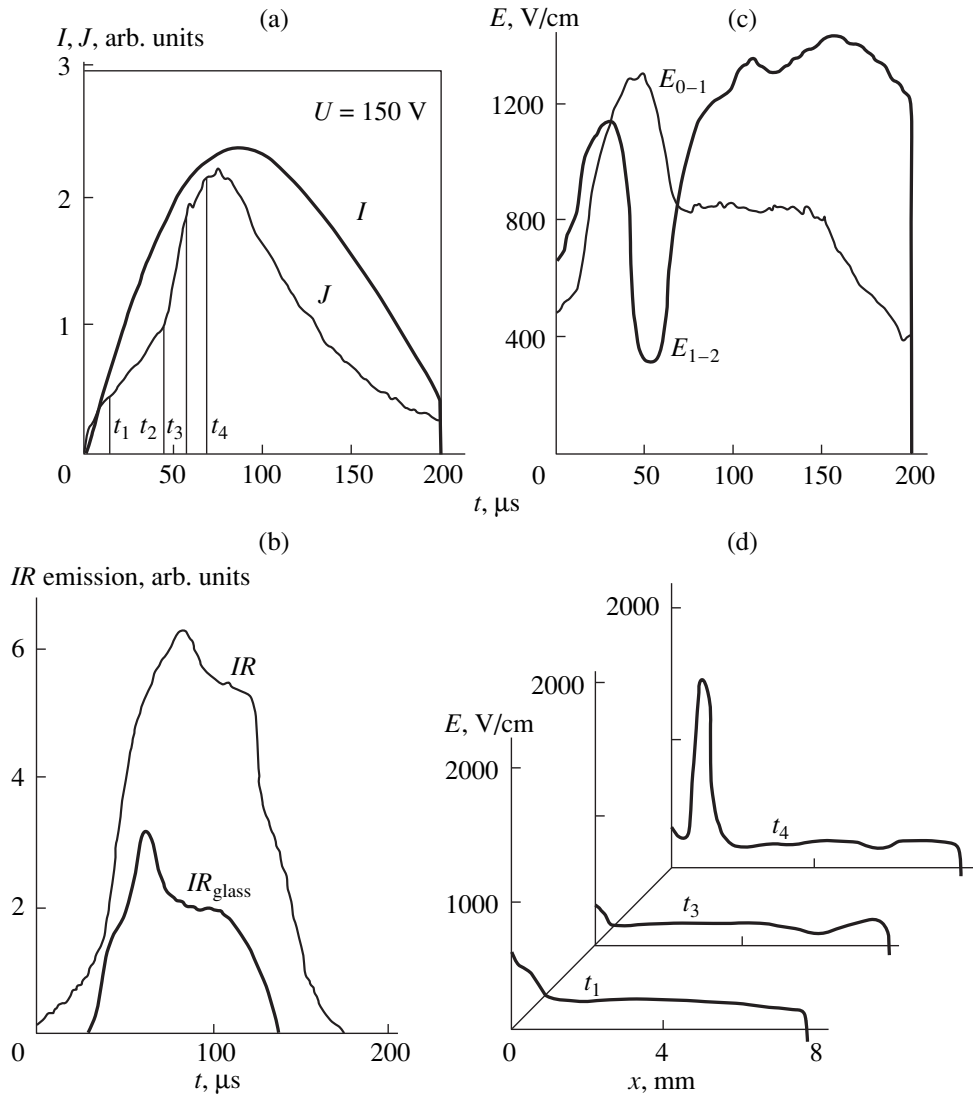 (a)
I, J, arb. units
3
U = 150 V
2
I
J
1
t₁ t₂ t₃ t₄
0 50 100 150 200
t, μs
(c)
E, V/cm
1200
E₀₋₁
800
400
E₁₋₂
0 50 100 150 200
(b)
IR emission, arb. units
6
IR
4
IR_glass
2
0 100 200
t, μs
(d)
2000
2000
E, V/cm
2000
t₄
1000
t₃
t₁
0 4 8
x, mm